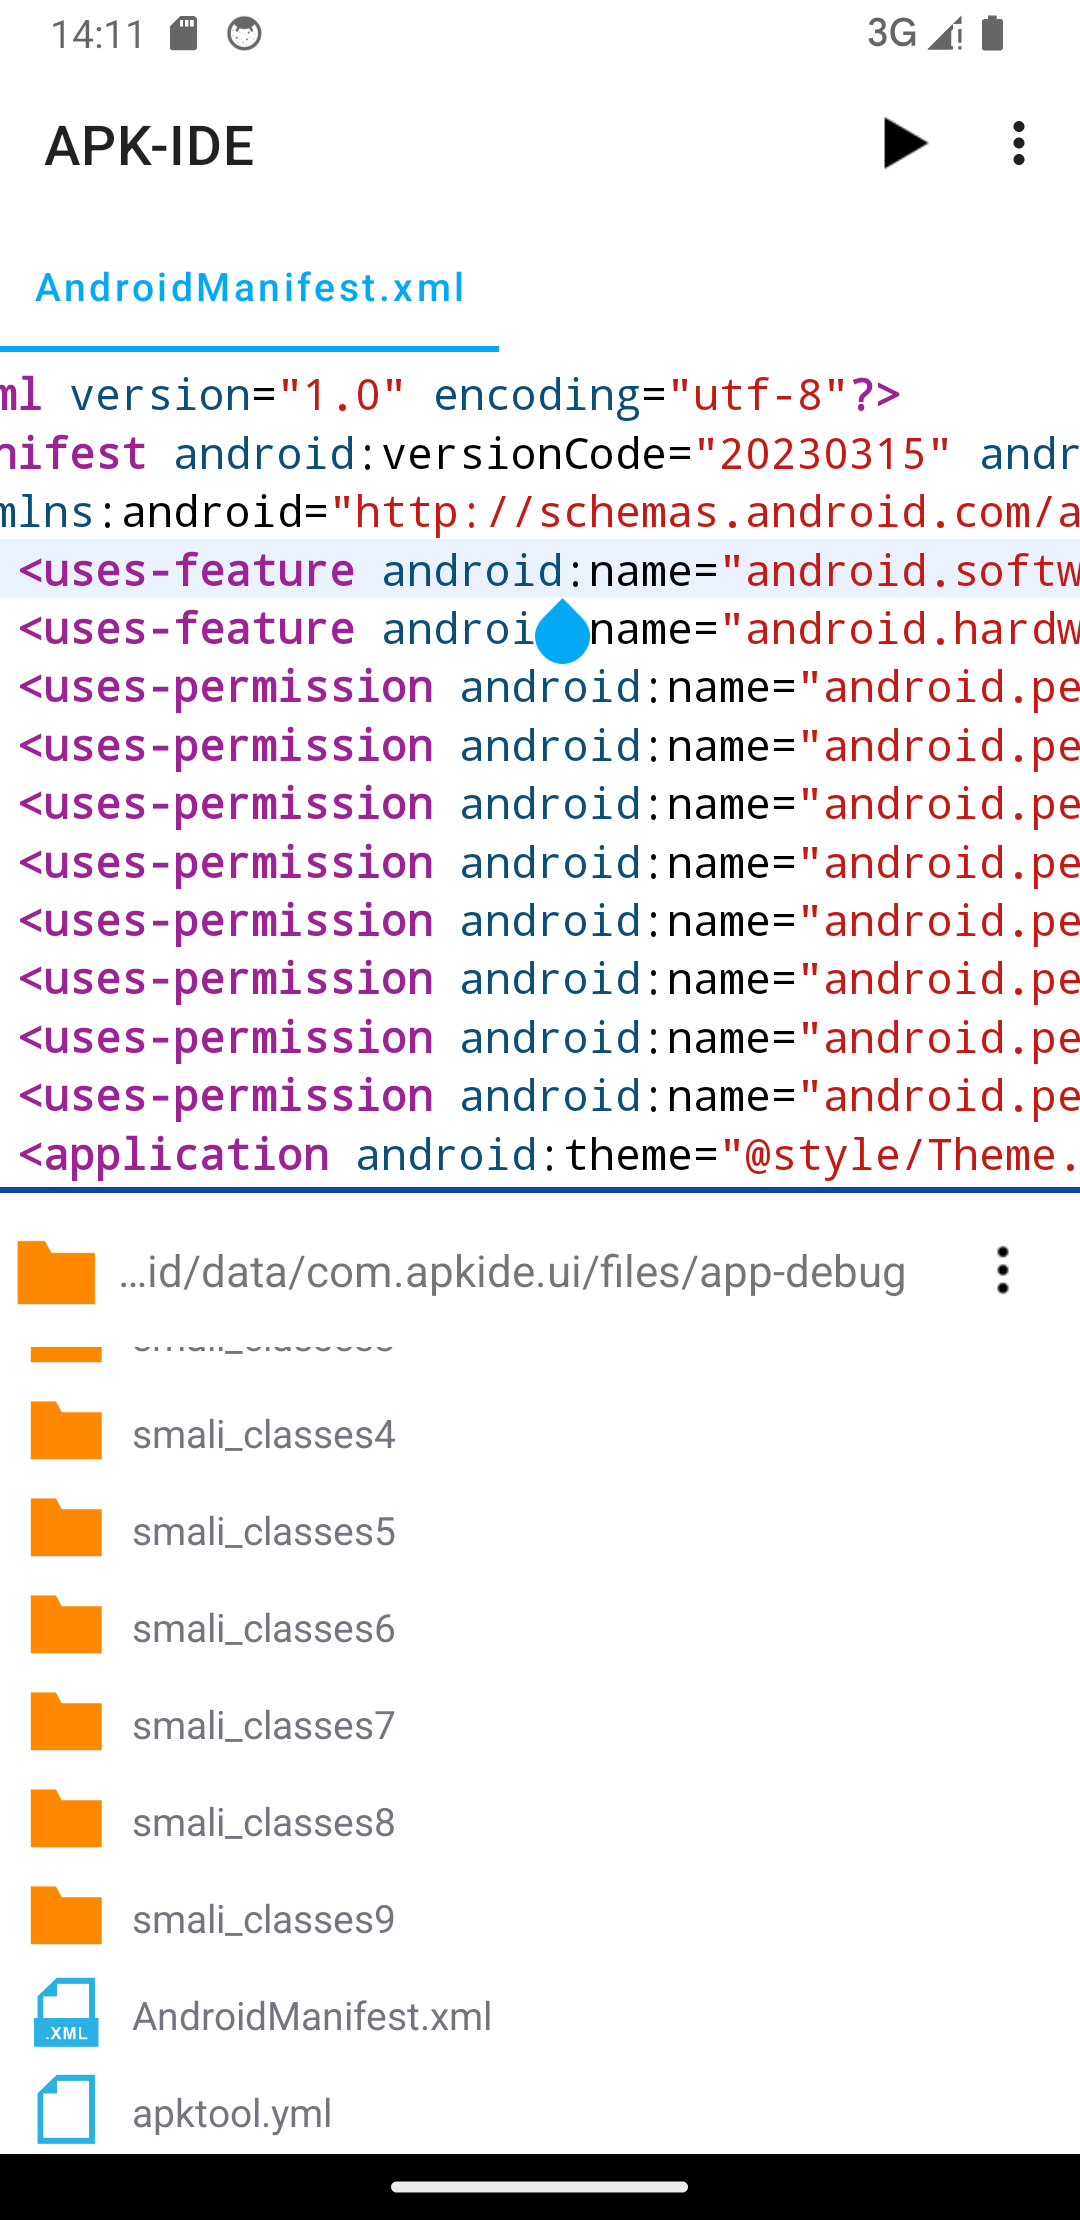 14:11 3G
APK-IDE
AndroidManifest.xml
ml version="1.0" encoding="utf-8"?>
nifest android:versionCode="20230315" andr
mlns:android="http://schemas.android.com/a
<uses-feature android:name="android.softw
<uses-feature androi name="android.hardw
<uses-permission android:name="android.pe
<uses-permission android:name="android.pe
<uses-permission android:name="android.pe
<uses-permission android:name="android.pe
<uses-permission android:name="android.pe
<uses-permission android:name="android.pe
<uses-permission android:name="android.pe
<uses-permission android:name="android.pe
<application android:theme="@style/Theme.
…id/data/com.apkide.ui/files/app-debug
smali_classes4
smali_classes5
smali_classes6
smali_classes7
smali_classes8
smali_classes9
.XML AndroidManifest.xml
apktool.yml